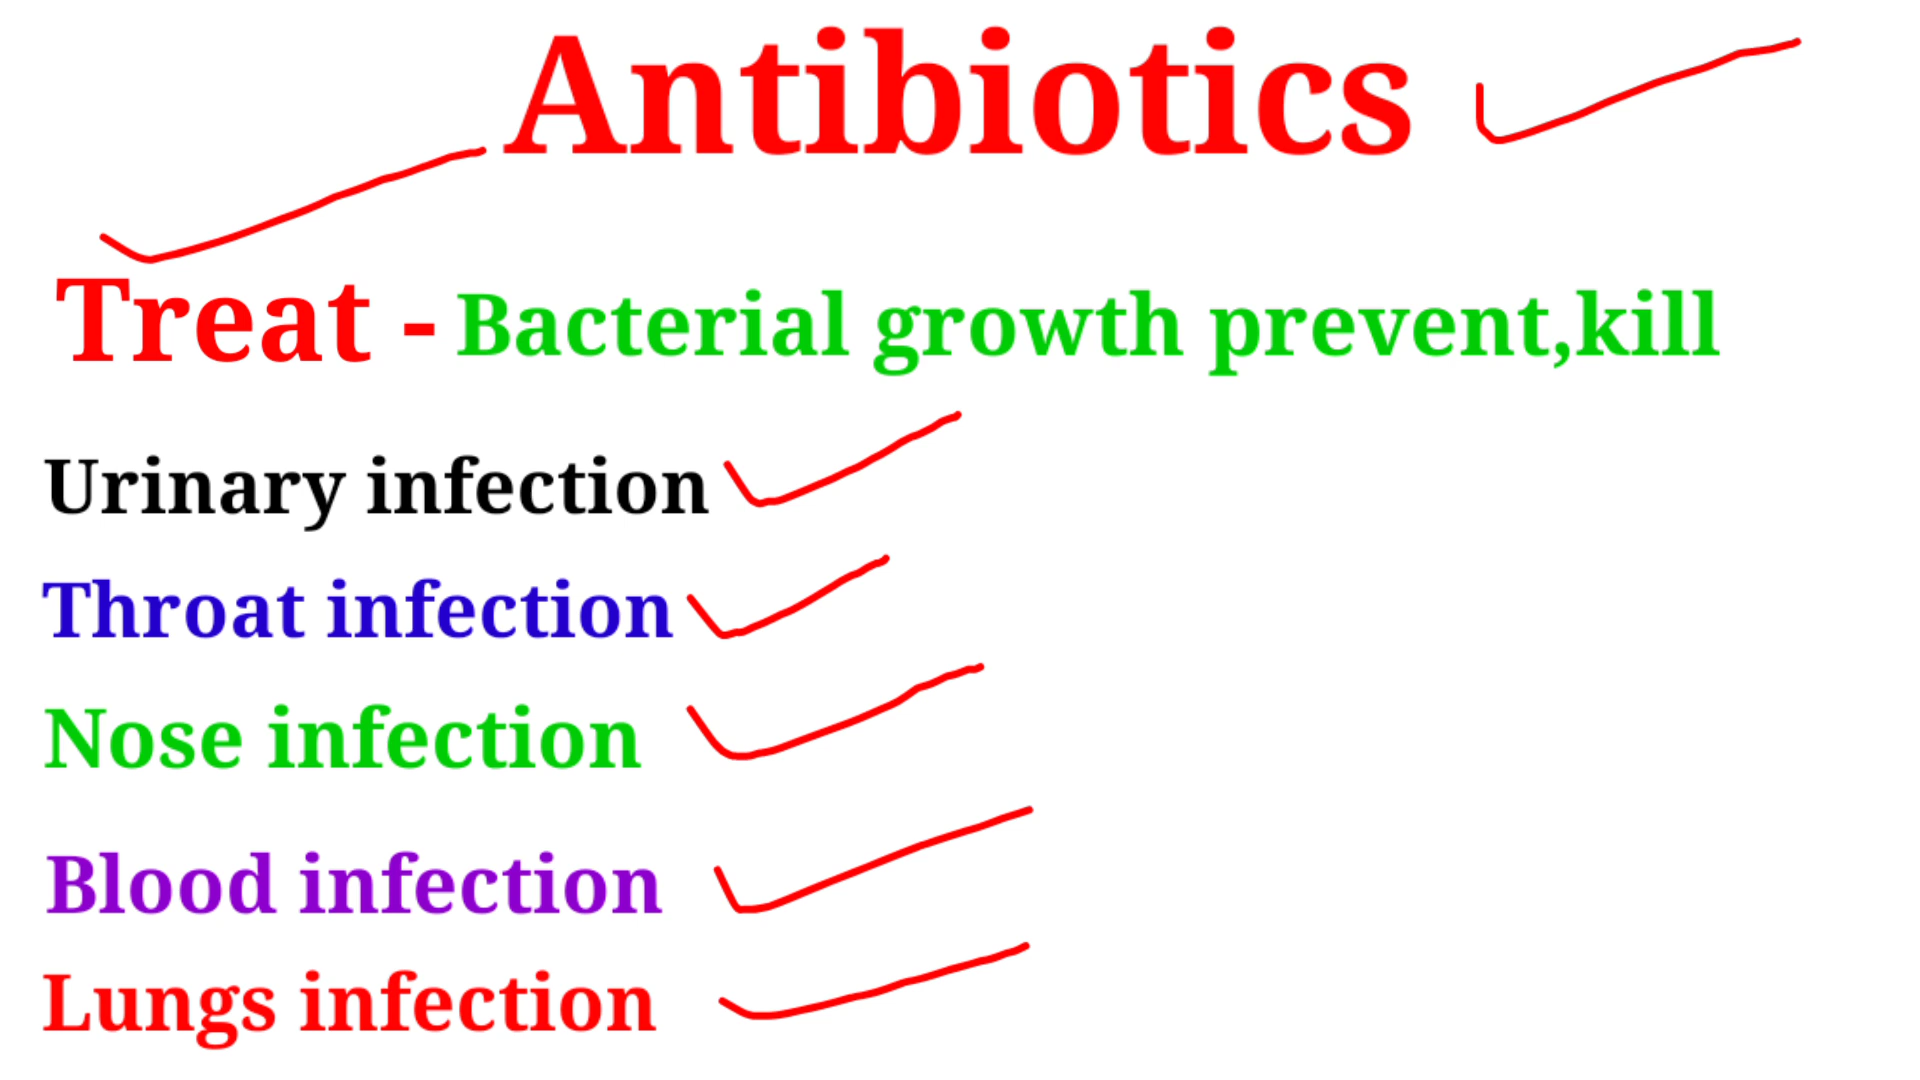 Antibiotics
Treat - Bacterial growth prevent,kill
Urinary infection
Throat infection
Nose infection
Blood infection
Lungs infection